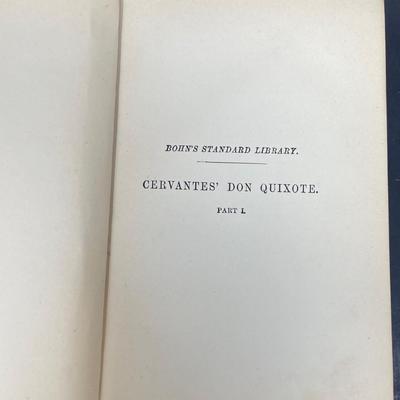 BOHN'S STANDARD LIBRARY.
CERVANTES' DON QUIXOTE.
PART I.